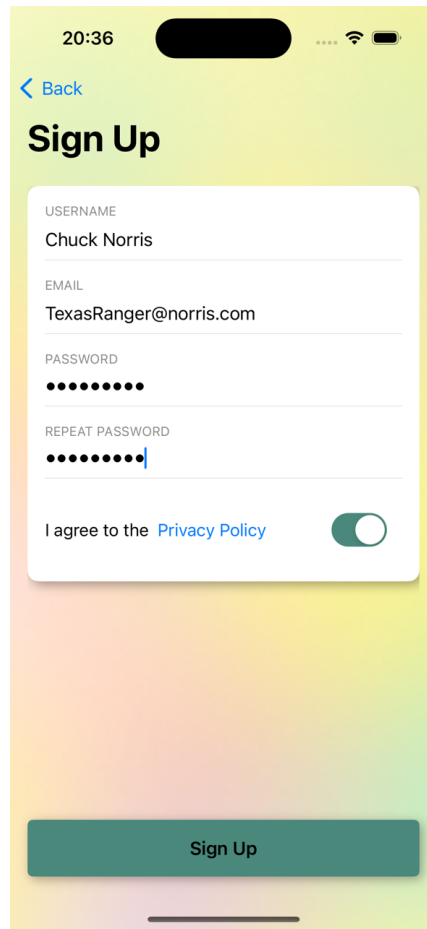 20:36
Back
Sign Up
USERNAME
Chuck Norris
EMAIL
TexasRanger@norris.com
PASSWORD
•••••••••
REPEAT PASSWORD
•••••••••
I agree to the Privacy Policy
Sign Up